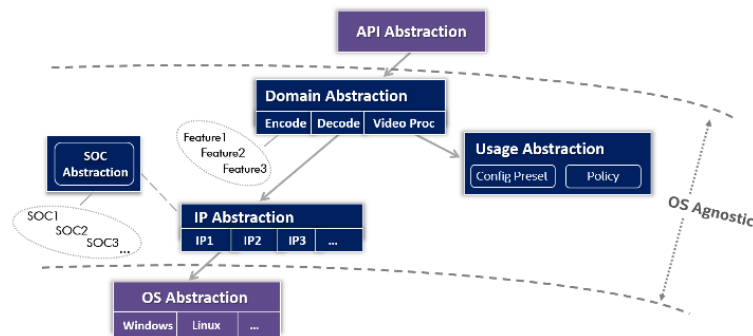 API Abstraction
Domain Abstraction
Encode Decode Video Proc
Feature1
Feature2
Feature3
Usage Abstraction
Config Preset Policy
SOC
Abstraction
SOC1
SOC2
SOC3...
IP Abstraction
IP1 IP2 IP3 ...
OS Agnostic
OS Abstraction
Windows Linux ...